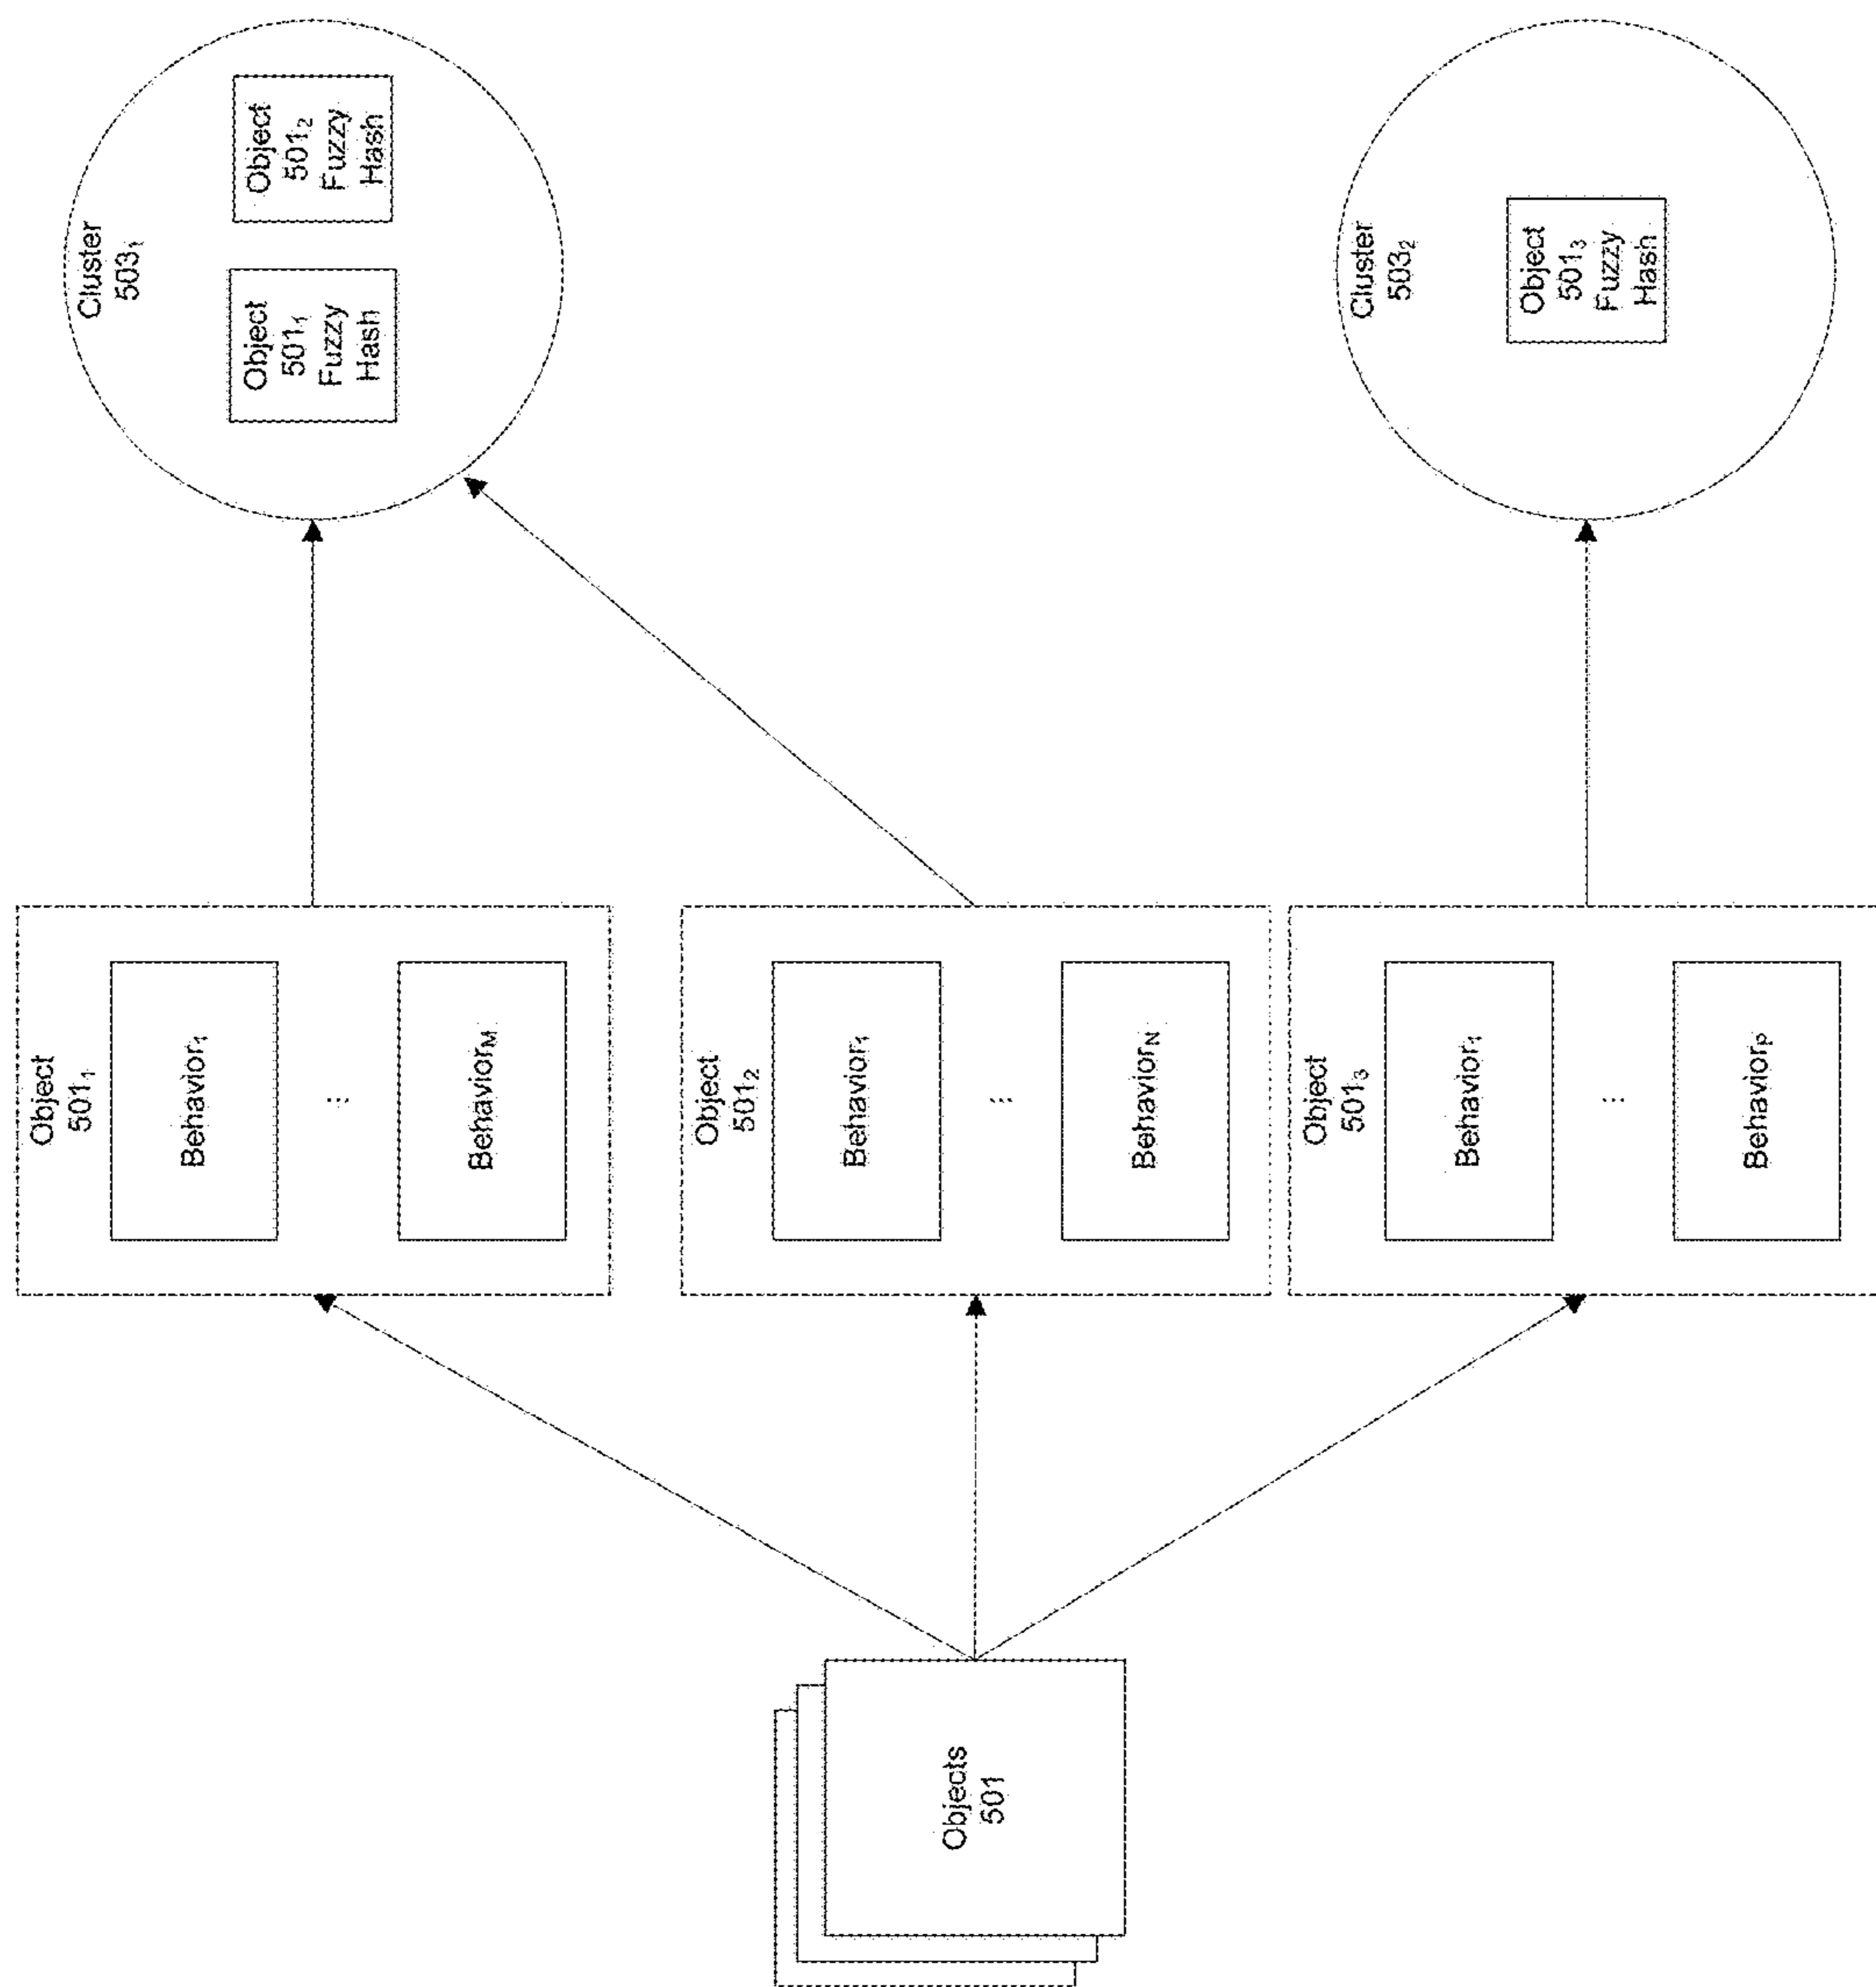 Objects
501
Object
501₁
Behavior₁
...
Behavior_M
Object
501₂
Behavior₁
...
Behavior_N
Object
501₃
Behavior₁
...
Behavior_P
Cluster
503₁
Object
501₁
Fuzzy
Hash
Object
501₂
Fuzzy
Hash
Cluster
503₂
Object
501₃
Fuzzy
Hash